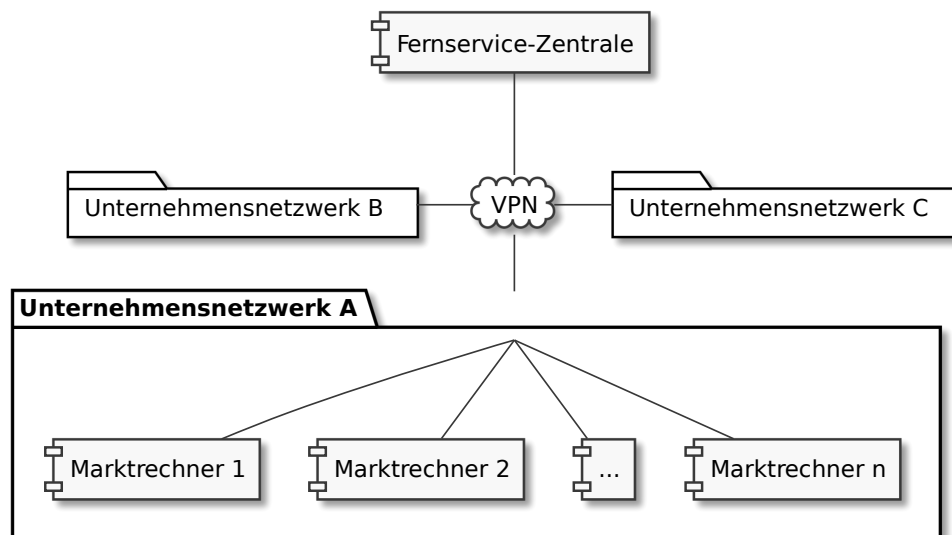 Fernservice-Zentrale
Unternehmensnetzwerk B
VPN
Unternehmensnetzwerk C
Unternehmensnetzwerk A
Marktrechner 1
Marktrechner 2
...
Marktrechner n